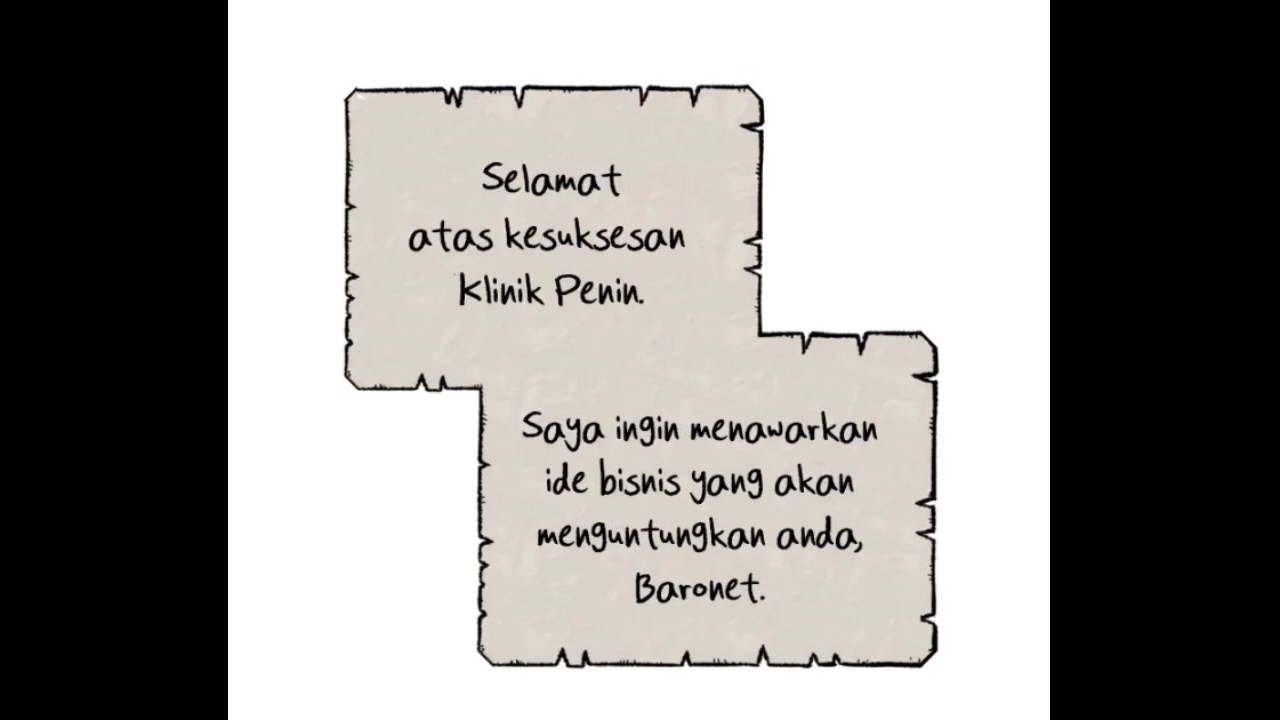 Selamat
atas kesuksesan
Klinik Penin.
Saya ingin menawarkan
ide bisnis yang akan
menguntungkan anda,
Baronet.